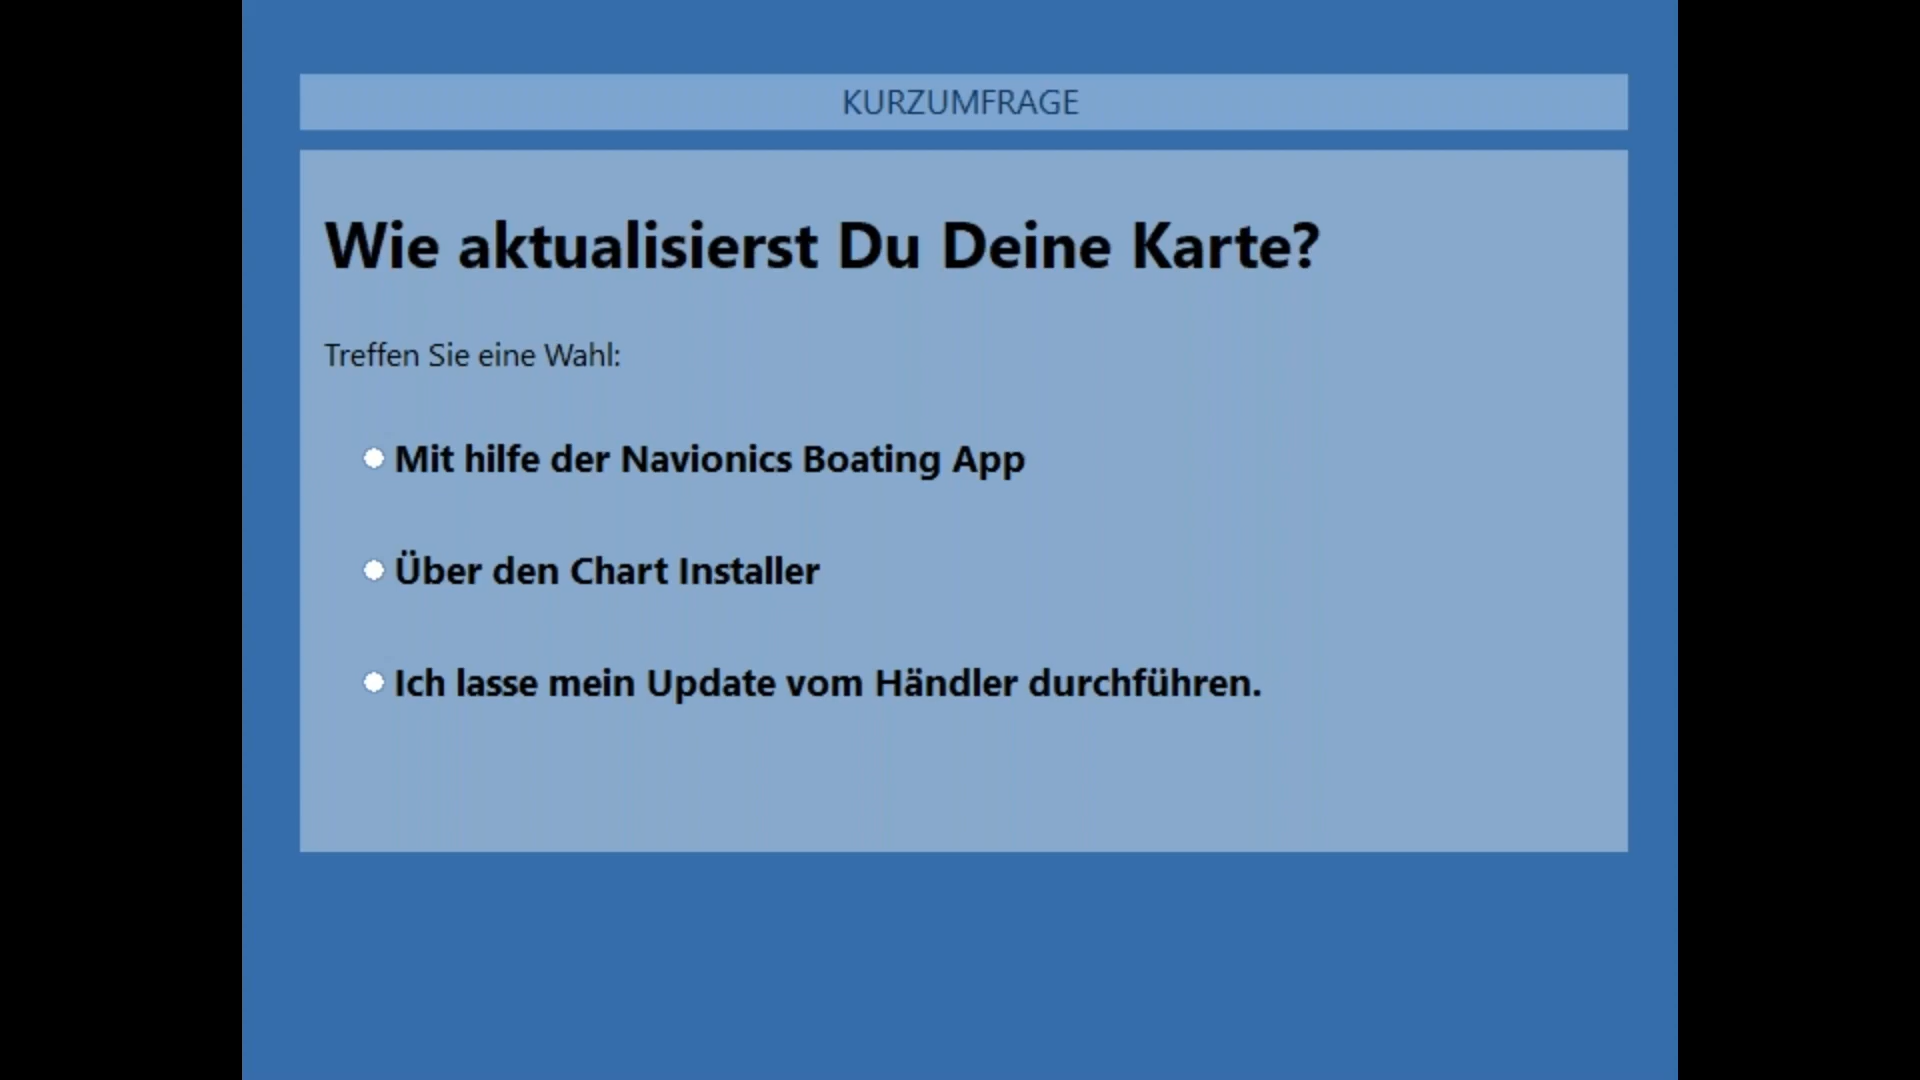 KURZUMFRAGE
Wie aktualisierst Du Deine Karte?
Treffen Sie eine Wahl:
Mit hilfe der Navionics Boating App
Über den Chart Installer
Ich lasse mein Update vom Händler durchführen.